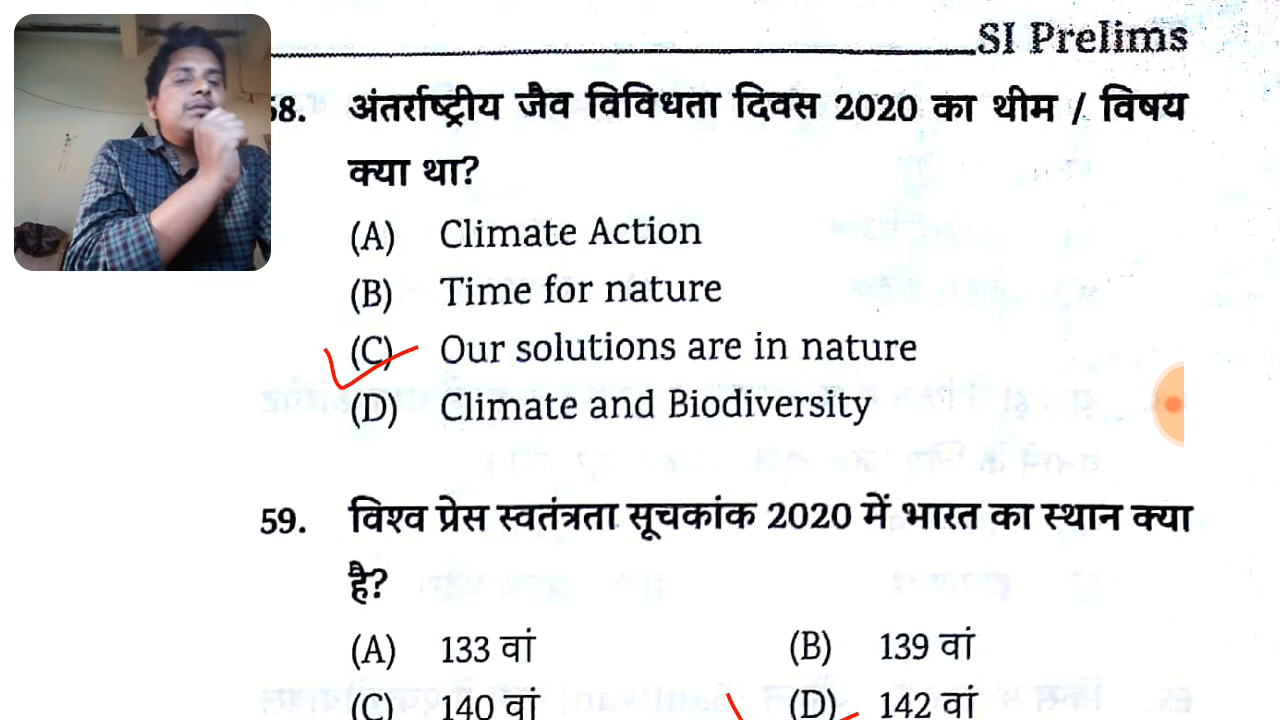 SI Prelims
58. अंतर्राष्ट्रीय जैव विविधता दिवस 2020 का थीम / विषय
क्या था?
(A) Climate Action
(B) Time for nature
(C) Our solutions are in nature
(D) Climate and Biodiversity
59. विश्व प्रेस स्वतंत्रता सूचकांक 2020 में भारत का स्थान क्या
है?
(A) 133 वां (B) 139 वां
(C) 140 वां (D) 142 वां